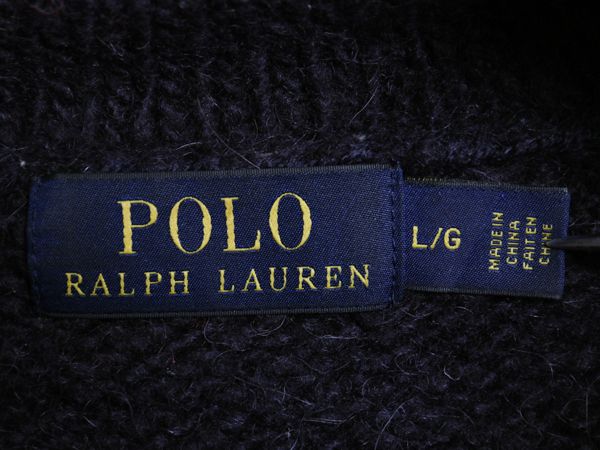 POLO
RALPH LAUREN
L/G
MADE IN
CHINA
FAIT EN
CHINE